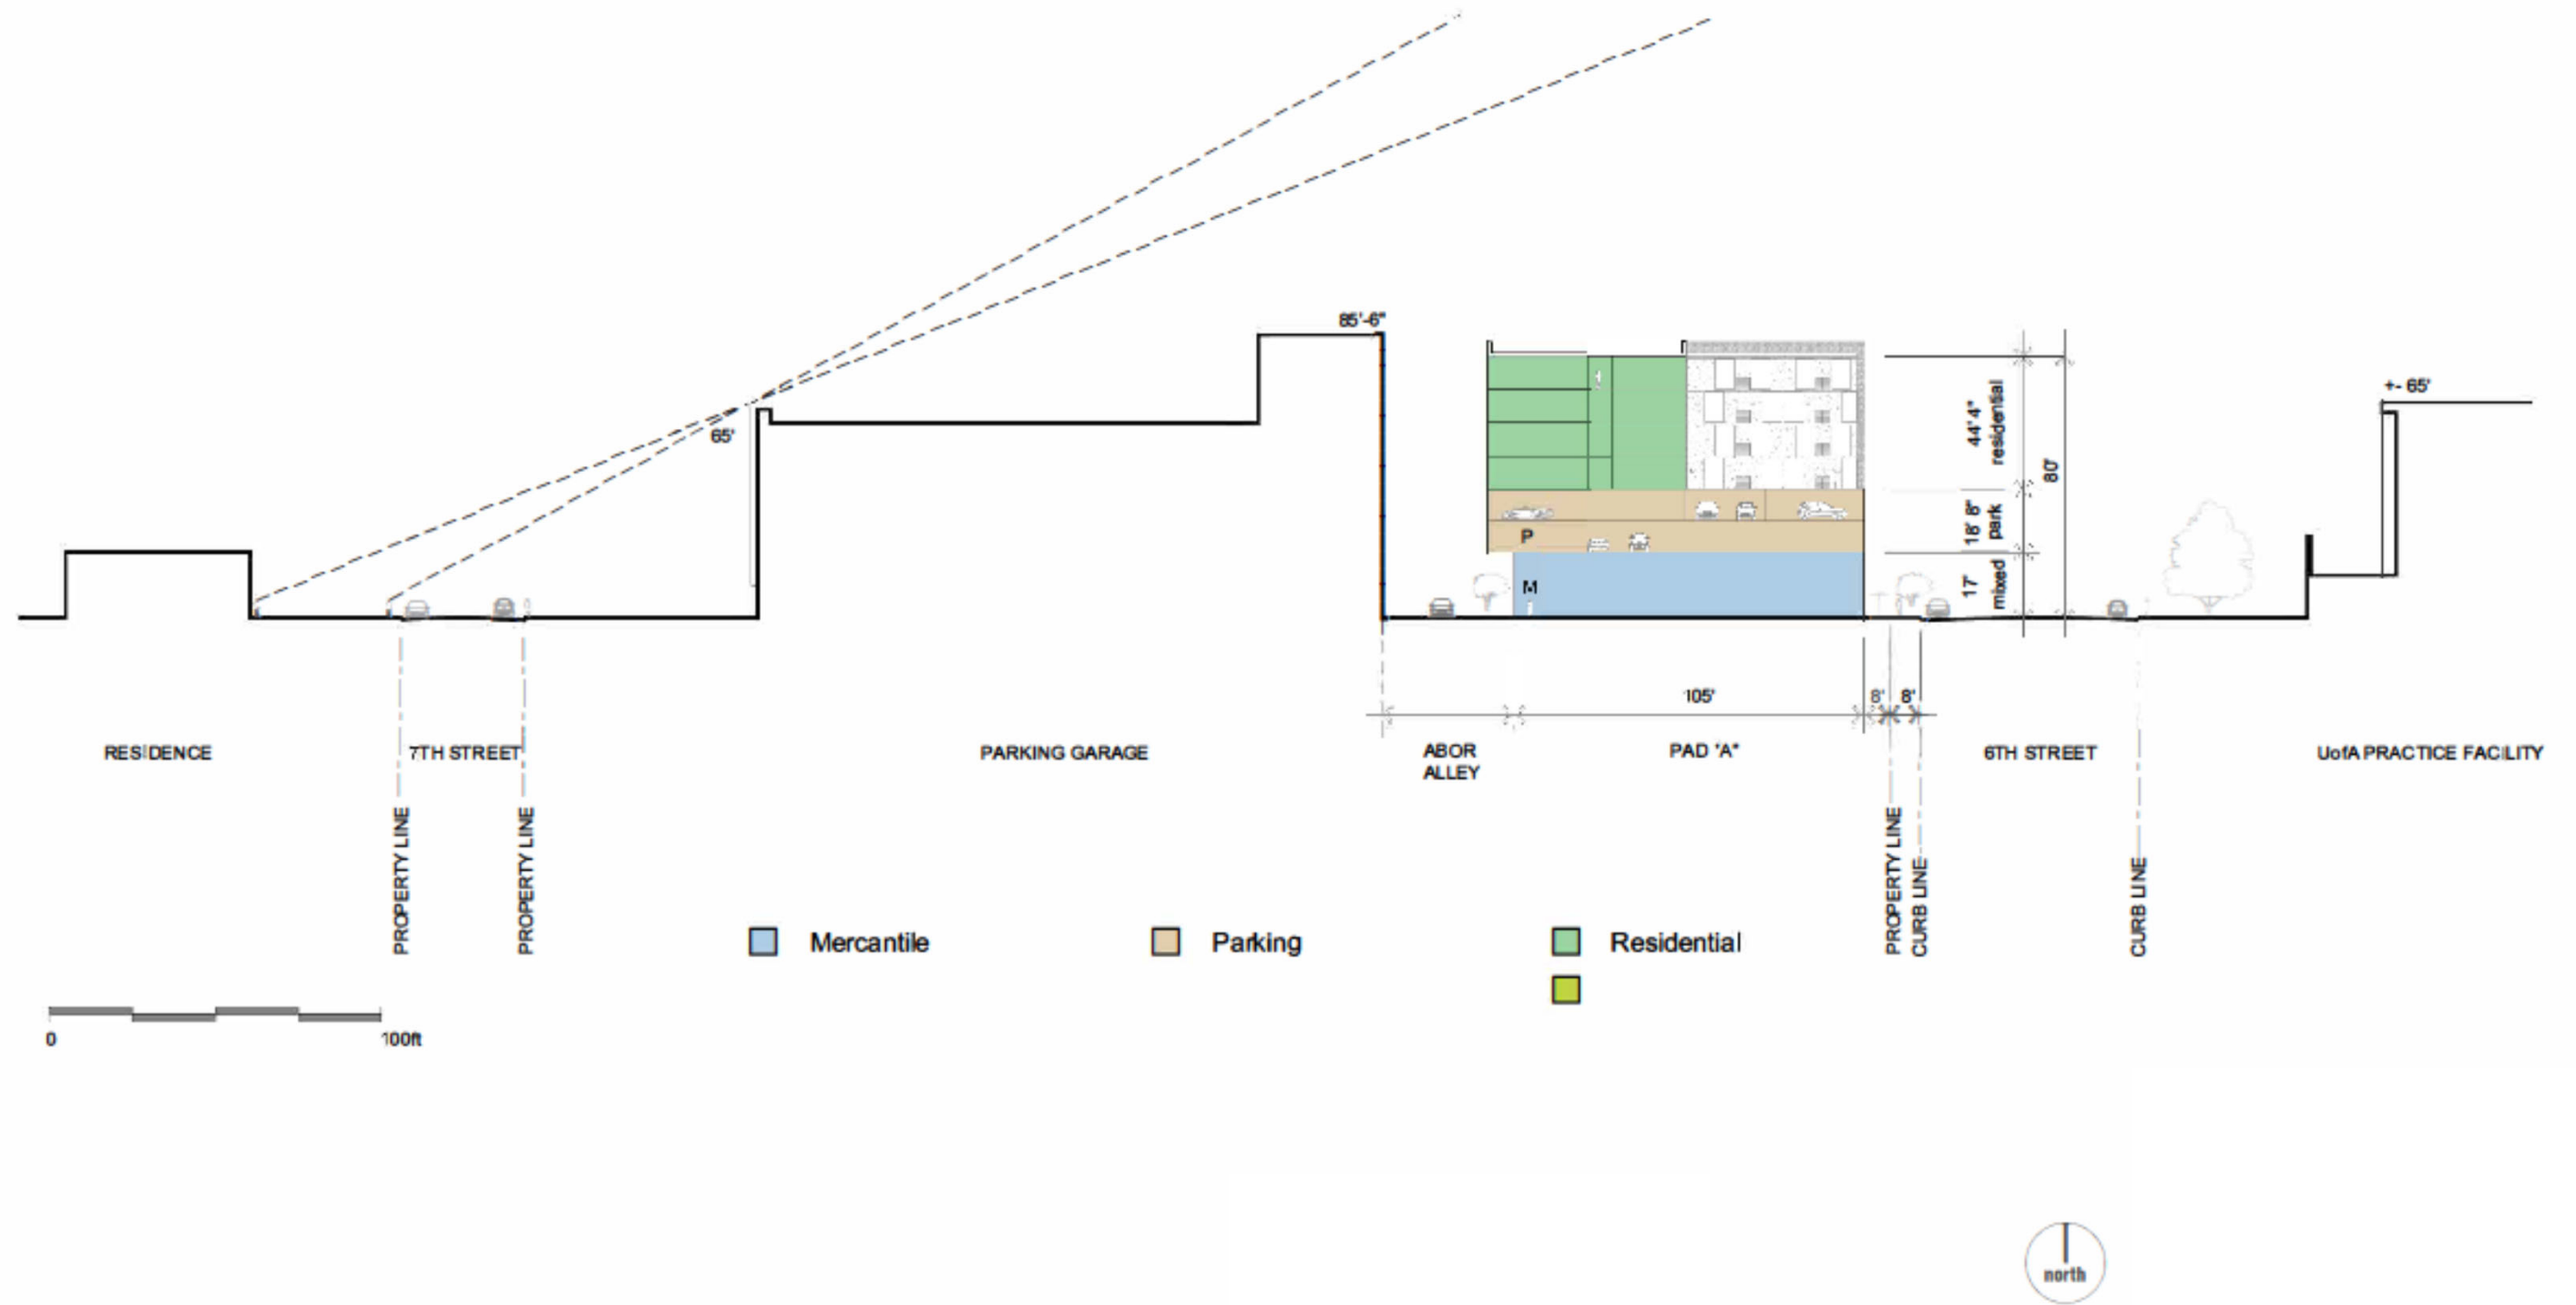 85'-6"
65'
+- 65'
44' 4"
residential
80'
18' 8"
park
17'
mixed
P
M
105'
8'
8'
RESIDENCE
7TH STREET
PARKING GARAGE
ABOR
ALLEY
PAD "A"
6TH STREET
UofA PRACTICE FACILITY
PROPERTY LINE
PROPERTY LINE
PROPERTY LINE
CURB LINE
CURB LINE
Mercantile
Parking
Residential
0
100ft
north